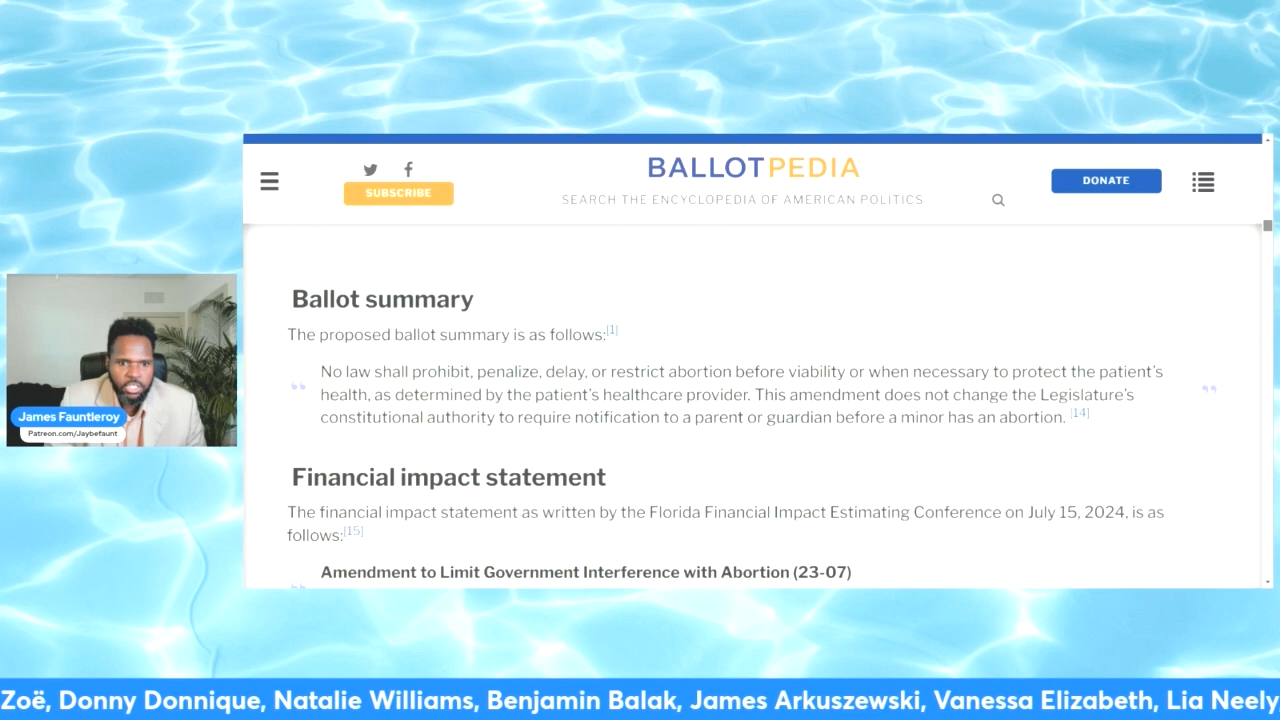 BALLOTPEDIA
SUBSCRIBE
SEARCH THE ENCYCLOPEDIA OF AMERICAN POLITICS
DONATE
Ballot summary
The proposed ballot summary is as follows:[1]
“ No law shall prohibit, penalize, delay, or restrict abortion before viability or when necessary to protect the patient’s
health, as determined by the patient’s healthcare provider. This amendment does not change the Legislature’s
constitutional authority to require notification to a parent or guardian before a minor has an abortion. [14] ”
Financial impact statement
The financial impact statement as written by the Florida Financial Impact Estimating Conference on July 15, 2024, is as
follows:[15]
Amendment to Limit Government Interference with Abortion (23-07)
James Fauntleroy
Patreon.com/Jaybefaunt
Zoë, Donny Donnique, Natalie Williams, Benjamin Balak, James Arkuszewski, Vanessa Elizabeth, Lia Neely